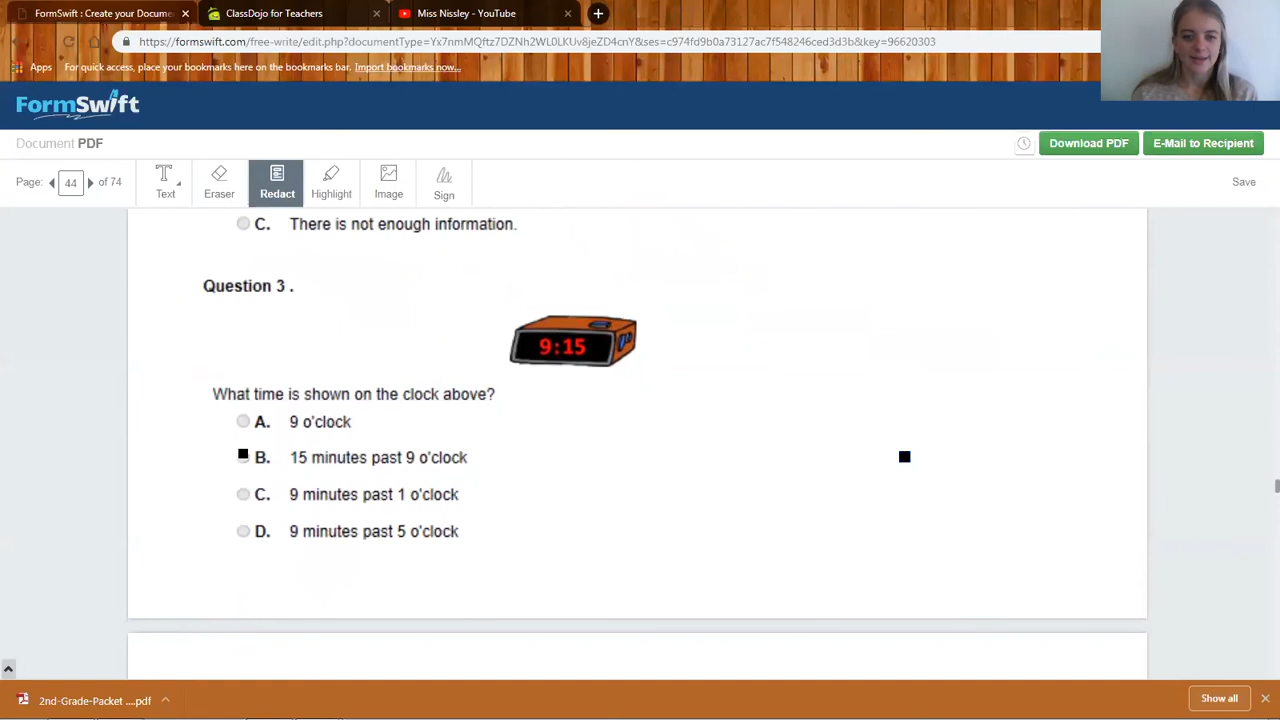 FormSwift : Create your Docume
ClassDojo for Teachers
Miss Nissley - YouTube
https://formswift.com/free-write/edit.php?documentType=Yx7nmMQftz7DZNh2WL0LKUv8jeZD4cnY&ses=c974fd9b0a73127ac7f548246ced3d3b&key=96620303
Apps For quick access, place your bookmarks here on the bookmarks bar. Import bookmarks now...
FormSwift
Document PDF
Download PDF
E-Mail to Recipient
Page: 44 of 74
Text
Eraser
Redact
Highlight
Image
Sign
Save
C. There is not enough information.
Question 3 .
9:15
What time is shown on the clock above?
A. 9 o'clock
B. 15 minutes past 9 o'clock
C. 9 minutes past 1 o'clock
D. 9 minutes past 5 o'clock
2nd-Grade-Packet ....pdf
Show all